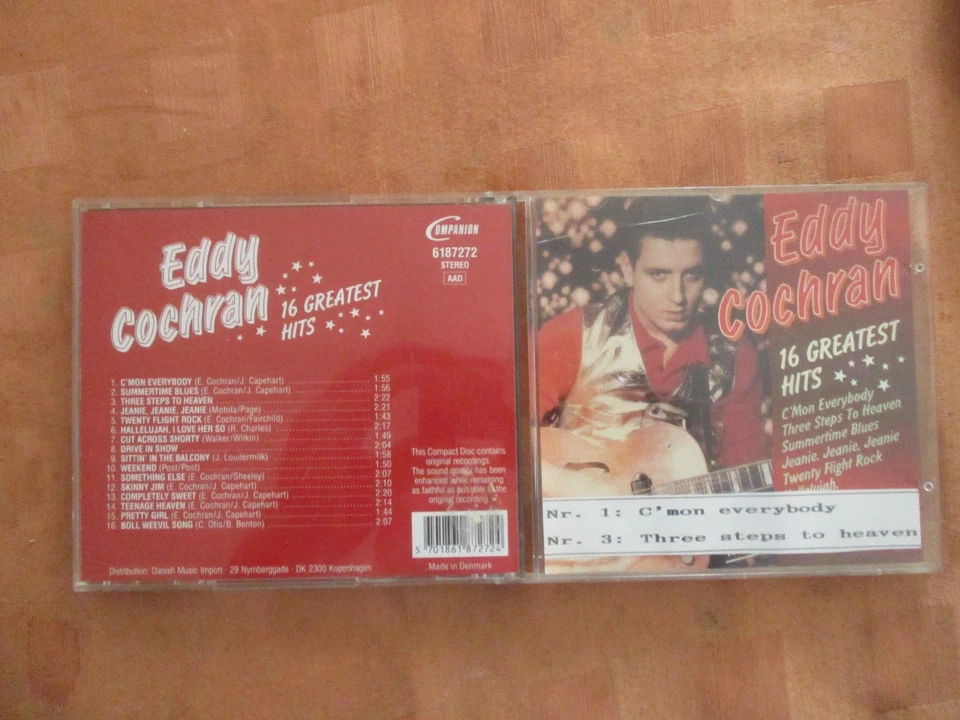 Eddy
Cochran
16 GREATEST
HITS
COMPANION
6187272
STEREO
AAD
1. C'MON EVERYBODY (E. Cochran/J. Capehart) 1:55
2. SUMMERTIME BLUES (E. Cochran/J. Capehart) 1:56
3. THREE STEPS TO HEAVEN 2:22
4. JEANIE, JEANIE, JEANIE (Motola/Page) 2:21
5. TWENTY FLIGHT ROCK (E. Cochran/Fairchild) 1:43
6. HALLELUJAH, I LOVE HER SO (R. Charles) 2:17
7. CUT ACROSS SHORTY (Walker/Wilkin) 1:49
8. DRIVE IN SHOW 2:04
9. SITTIN' IN THE BALCONY (J. Loudermilk) 1:58
10. WEEKEND (Post/Post) 1:50
11. SOMETHING ELSE (E. Cochran/Sheeley) 2:07
12. SKINNY JIM (E. Cochran/J. Capehart) 2:10
13. COMPLETELY SWEET (E. Cochran/J. Capehart) 2:20
14. TEENAGE HEAVEN (E. Cochran/J. Capehart) 2:14
15. PRETTY GIRL (E. Cochran/J. Capehart) 1:44
16. BOLL WEEVIL SONG (C. Otis/B. Benton) 2:07
This Compact Disc contains
original recordings.
The sound quality has been
enhanced while remaining
as faithful as possible to the
original recording.
5 701861 872724
Made in Denmark
Distribution: Danish Music Import · 29 Nyrnberggade · DK 2300 Kopenhagen
Eddy
Cochran
16 GREATEST
HITS
C'Mon Everybody
Three Steps To Heaven
Summertime Blues
Jeanie, Jeanie, Jeanie
Twenty Flight Rock
Hallelujah,
Nr. 1: C'mon everybody
Nr. 3: Three steps to heaven